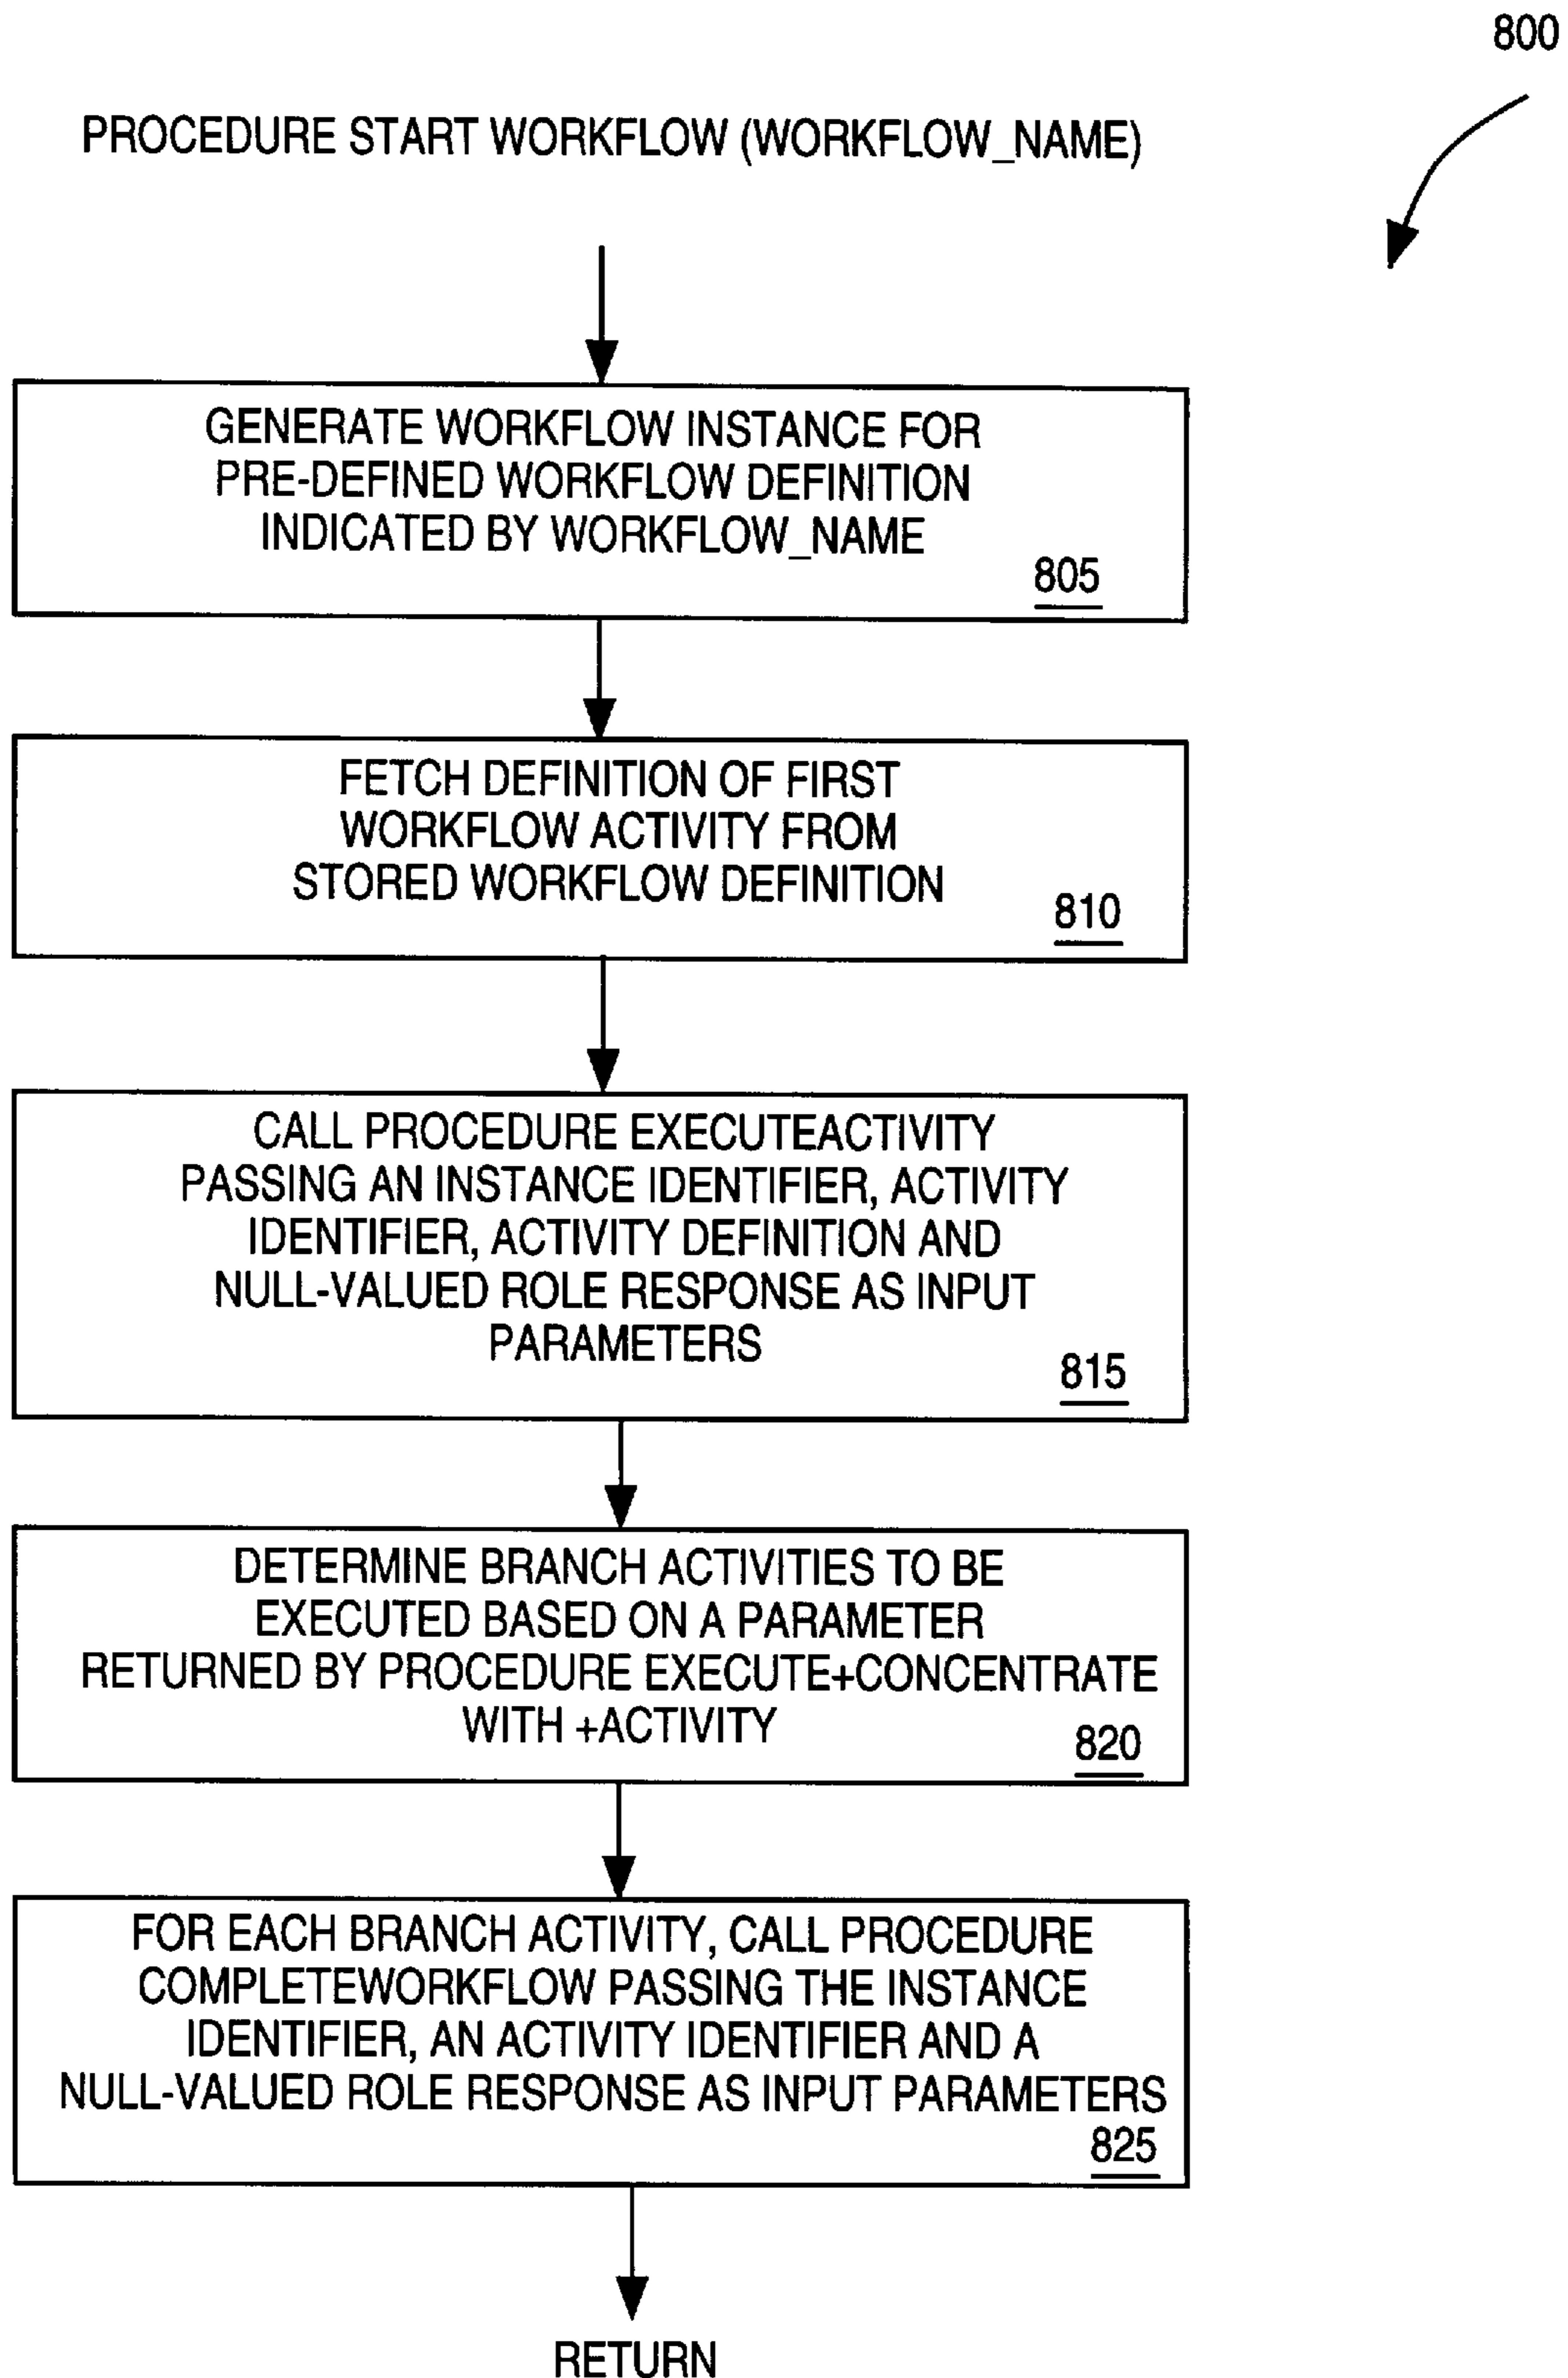 800
PROCEDURE START WORKFLOW (WORKFLOW_NAME)
GENERATE WORKFLOW INSTANCE FOR
PRE-DEFINED WORKFLOW DEFINITION
INDICATED BY WORKFLOW_NAME
805
FETCH DEFINITION OF FIRST
WORKFLOW ACTIVITY FROM
STORED WORKFLOW DEFINITION
810
CALL PROCEDURE EXECUTEACTIVITY
PASSING AN INSTANCE IDENTIFIER, ACTIVITY
IDENTIFIER, ACTIVITY DEFINITION AND
NULL-VALUED ROLE RESPONSE AS INPUT
PARAMETERS
815
DETERMINE BRANCH ACTIVITIES TO BE
EXECUTED BASED ON A PARAMETER
RETURNED BY PROCEDURE EXECUTE+CONCENTRATE
WITH +ACTIVITY
820
FOR EACH BRANCH ACTIVITY, CALL PROCEDURE
COMPLETEWORKFLOW PASSING THE INSTANCE
IDENTIFIER, AN ACTIVITY IDENTIFIER AND A
NULL-VALUED ROLE RESPONSE AS INPUT PARAMETERS
825
RETURN